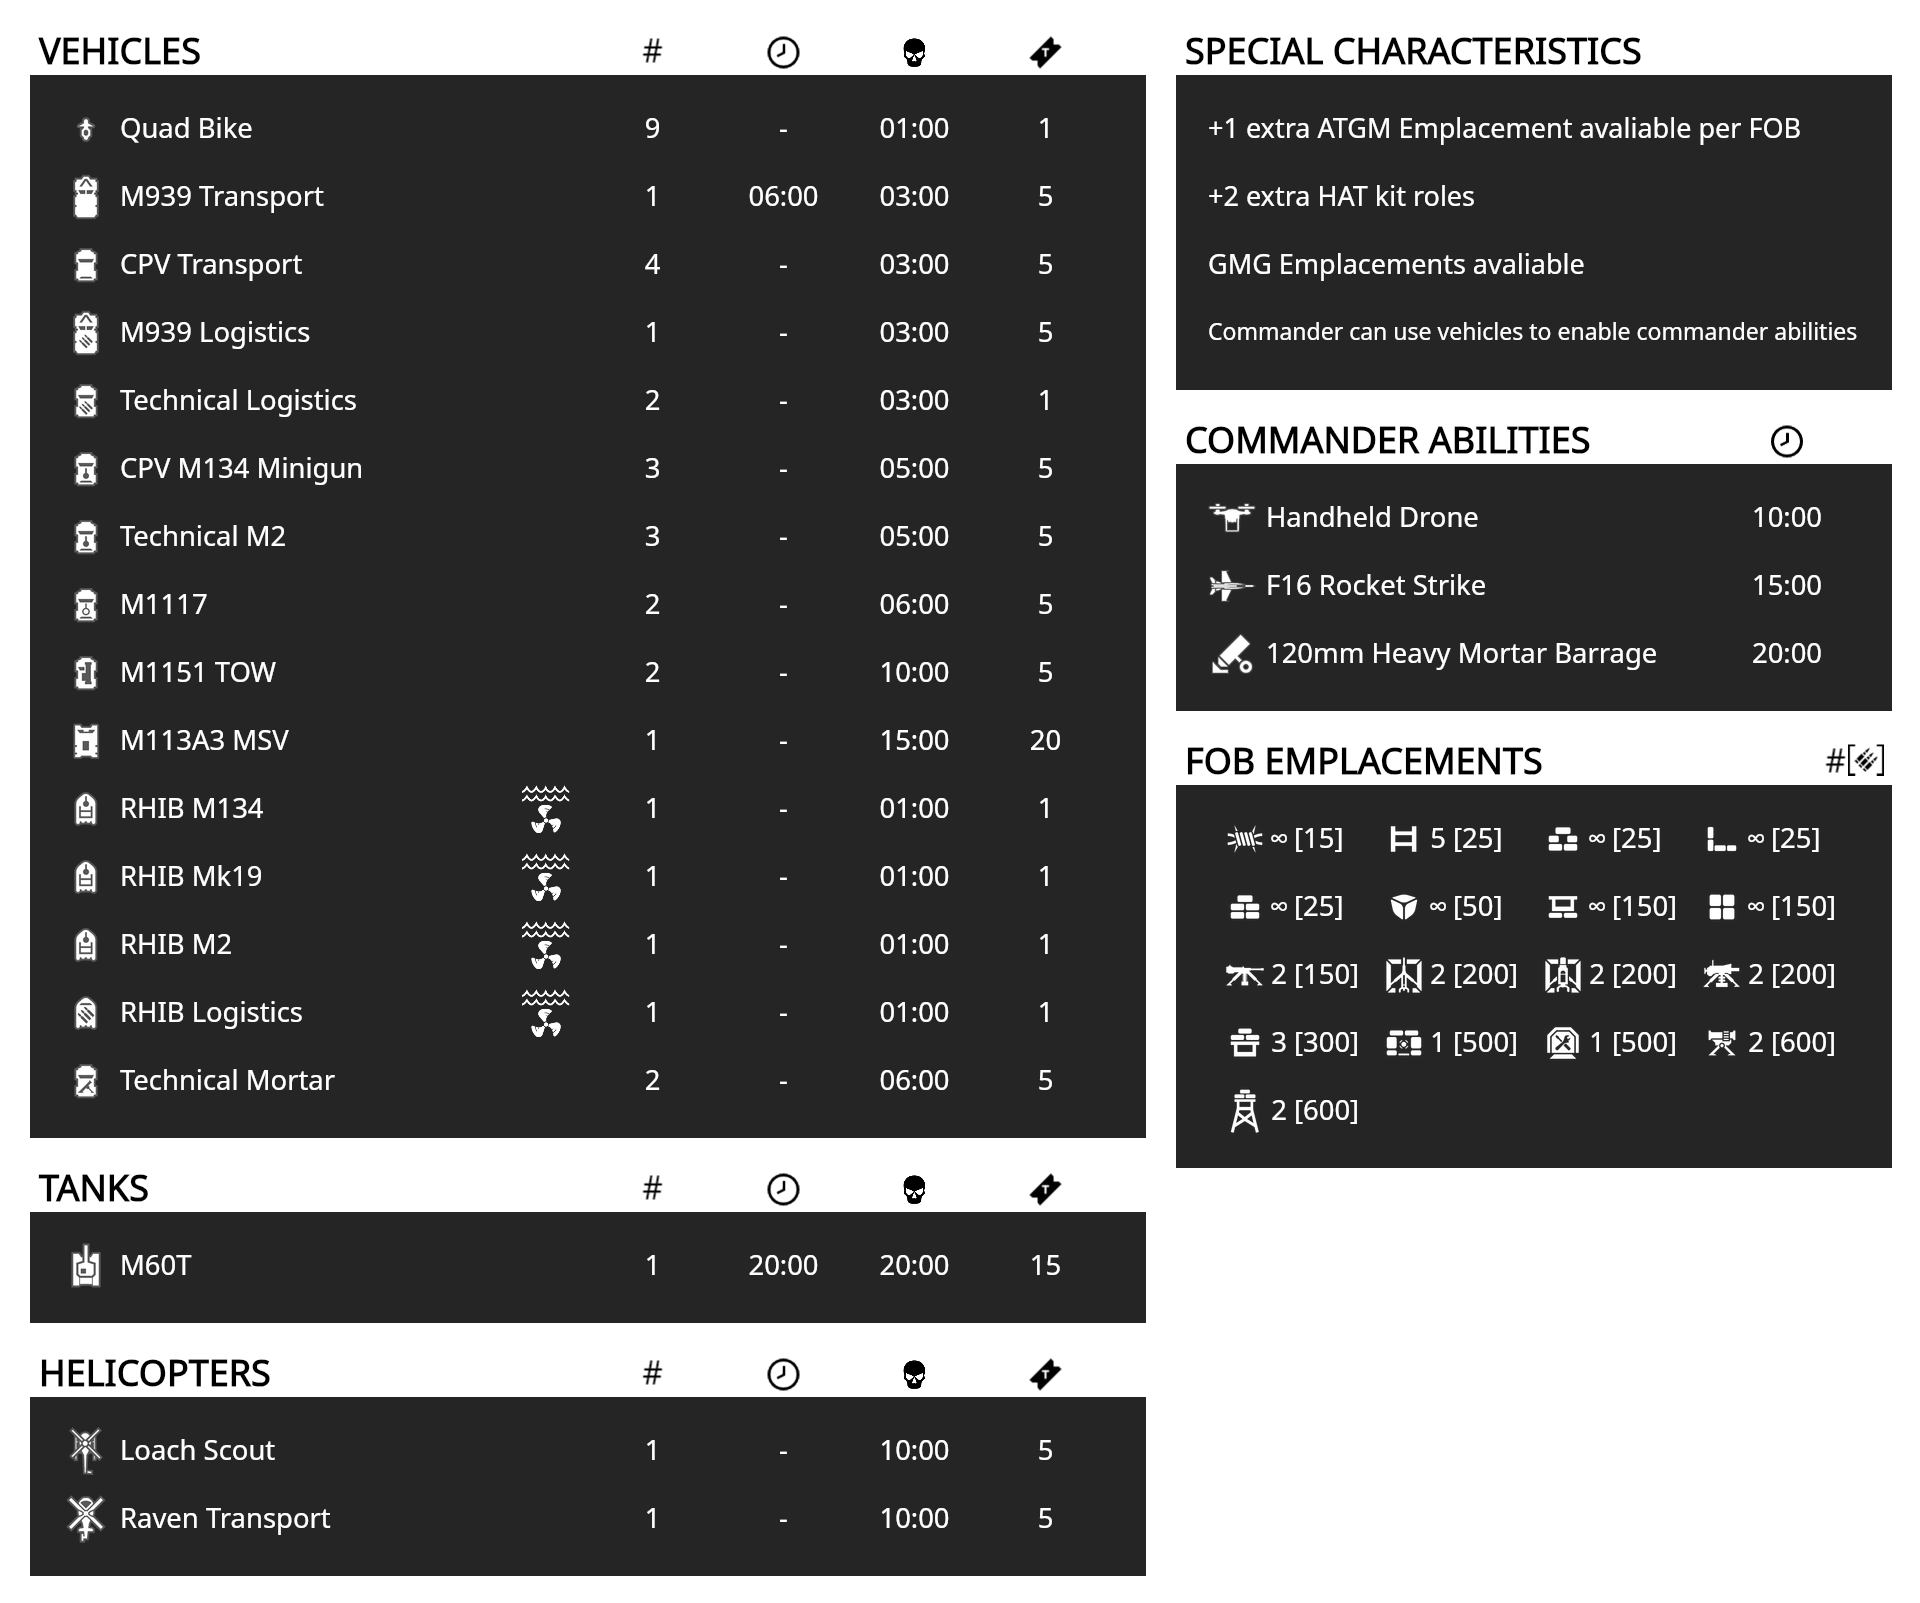 VEHICLES #
Quad Bike 9 - 01:00 1
M939 Transport 1 06:00 03:00 5
CPV Transport 4 - 03:00 5
M939 Logistics 1 - 03:00 5
Technical Logistics 2 - 03:00 1
CPV M134 Minigun 3 - 05:00 5
Technical M2 3 - 05:00 5
M1117 2 - 06:00 5
M1151 TOW 2 - 10:00 5
M113A3 MSV 1 - 15:00 20
RHIB M134 1 - 01:00 1
RHIB Mk19 1 - 01:00 1
RHIB M2 1 - 01:00 1
RHIB Logistics 1 - 01:00 1
Technical Mortar 2 - 06:00 5
TANKS #
M60T 1 20:00 20:00 15
HELICOPTERS #
Loach Scout 1 - 10:00 5
Raven Transport 1 - 10:00 5
SPECIAL CHARACTERISTICS
+1 extra ATGM Emplacement avaliable per FOB
+2 extra HAT kit roles
GMG Emplacements avaliable
Commander can use vehicles to enable commander abilities
COMMANDER ABILITIES
Handheld Drone 10:00
F16 Rocket Strike 15:00
120mm Heavy Mortar Barrage 20:00
FOB EMPLACEMENTS #[]
∞ [15] 5 [25] ∞ [25] ∞ [25]
∞ [25] ∞ [50] ∞ [150] ∞ [150]
2 [150] 2 [200] 2 [200] 2 [200]
3 [300] 1 [500] 1 [500] 2 [600]
2 [600]